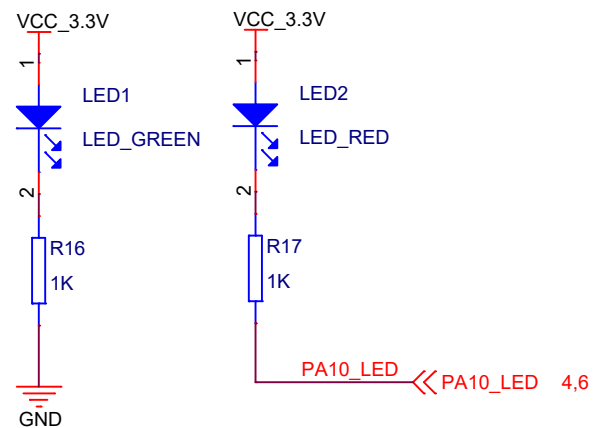 VCC_3.3V
1
LED1
LED_GREEN
2
R16
1K
GND
VCC_3.3V
1
LED2
LED_RED
2
R17
1K
PA10_LED
PA10_LED 4,6